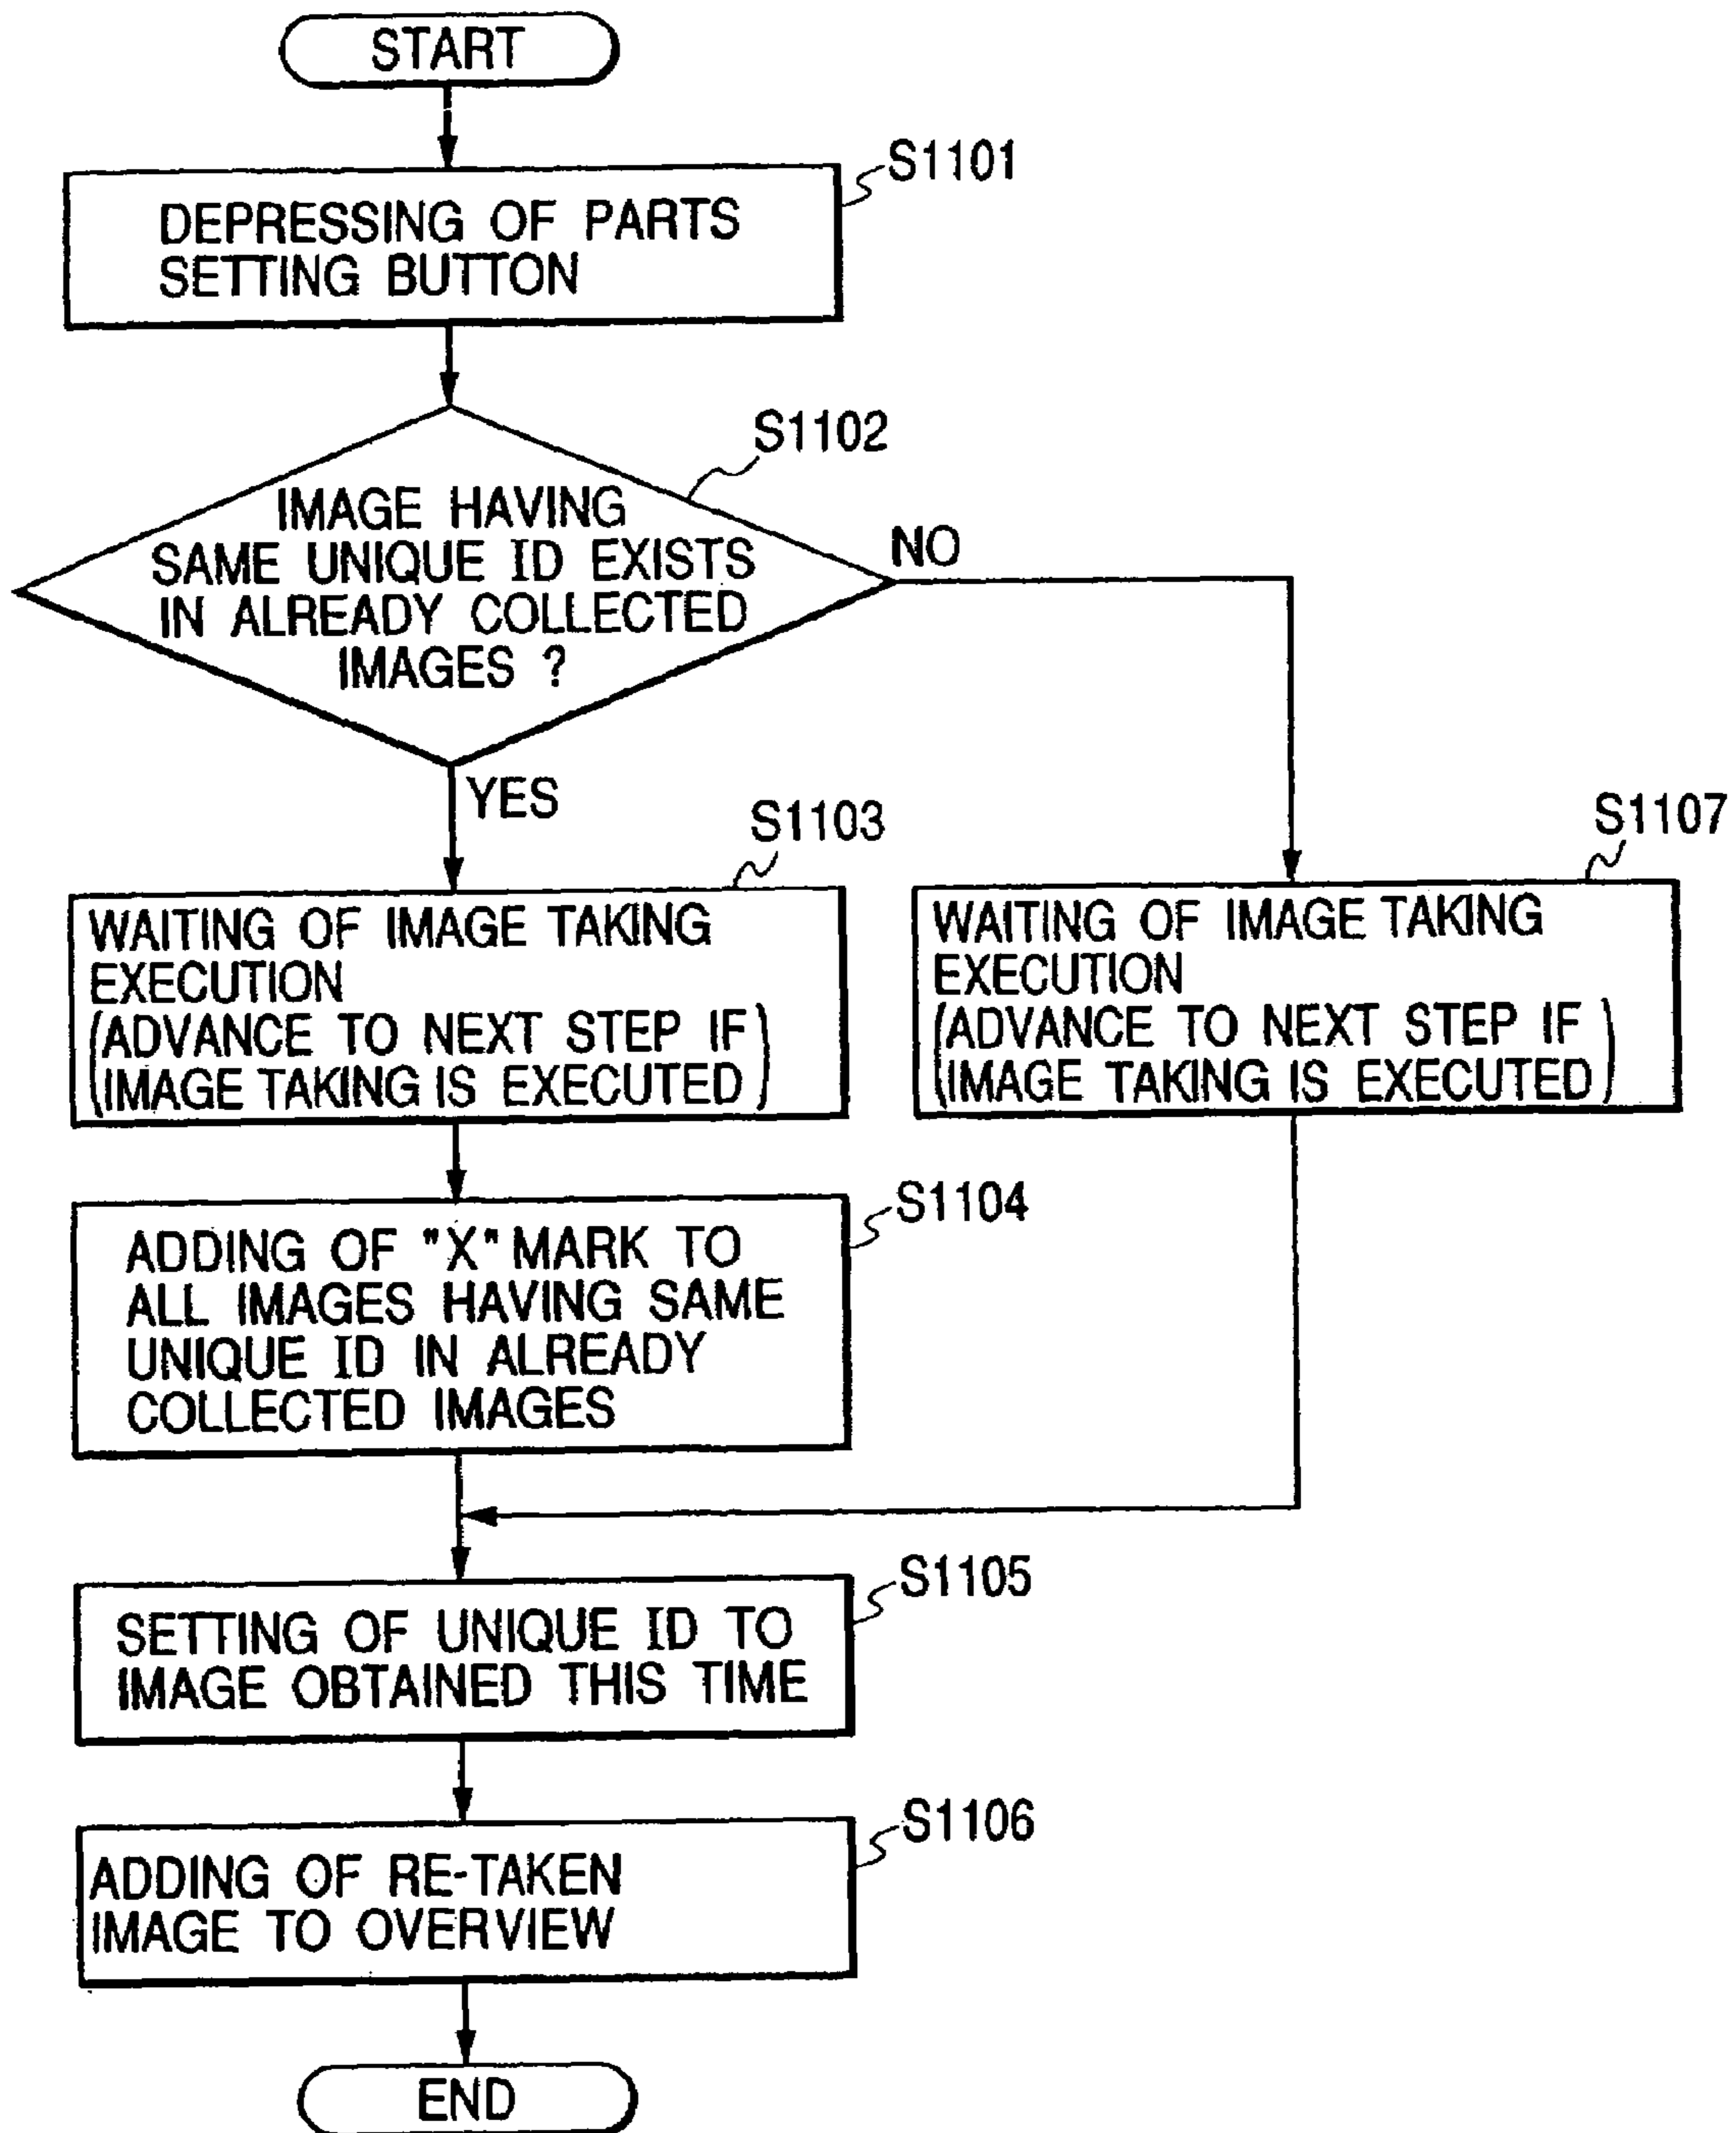 START
S1101
DEPRESSING OF PARTS
SETTING BUTTON
S1102
IMAGE HAVING
SAME UNIQUE ID EXISTS
IN ALREADY COLLECTED
IMAGES ?
NO
YES
S1103
WAITING OF IMAGE TAKING
EXECUTION
(ADVANCE TO NEXT STEP IF
IMAGE TAKING IS EXECUTED)
S1107
WAITING OF IMAGE TAKING
EXECUTION
(ADVANCE TO NEXT STEP IF
IMAGE TAKING IS EXECUTED)
S1104
ADDING OF "X" MARK TO
ALL IMAGES HAVING SAME
UNIQUE ID IN ALREADY
COLLECTED IMAGES
S1105
SETTING OF UNIQUE ID TO
IMAGE OBTAINED THIS TIME
S1106
ADDING OF RE-TAKEN
IMAGE TO OVERVIEW
END